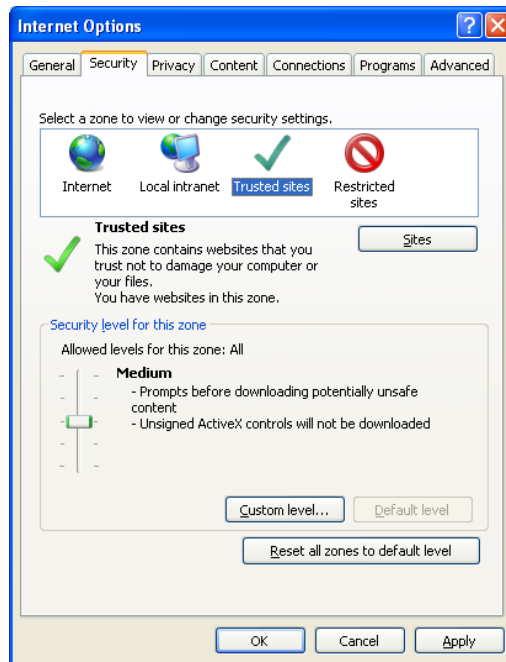 Internet Options
General Security Privacy Content Connections Programs Advanced
Select a zone to view or change security settings.
Internet Local intranet Trusted sites Restricted
sites
Trusted sites
Sites
This zone contains websites that you
trust not to damage your computer or
your files.
You have websites in this zone.
Security level for this zone
Allowed levels for this zone: All
Medium
- Prompts before downloading potentially unsafe
content
- Unsigned ActiveX controls will not be downloaded
Custom level... Default level
Reset all zones to default level
OK Cancel Apply